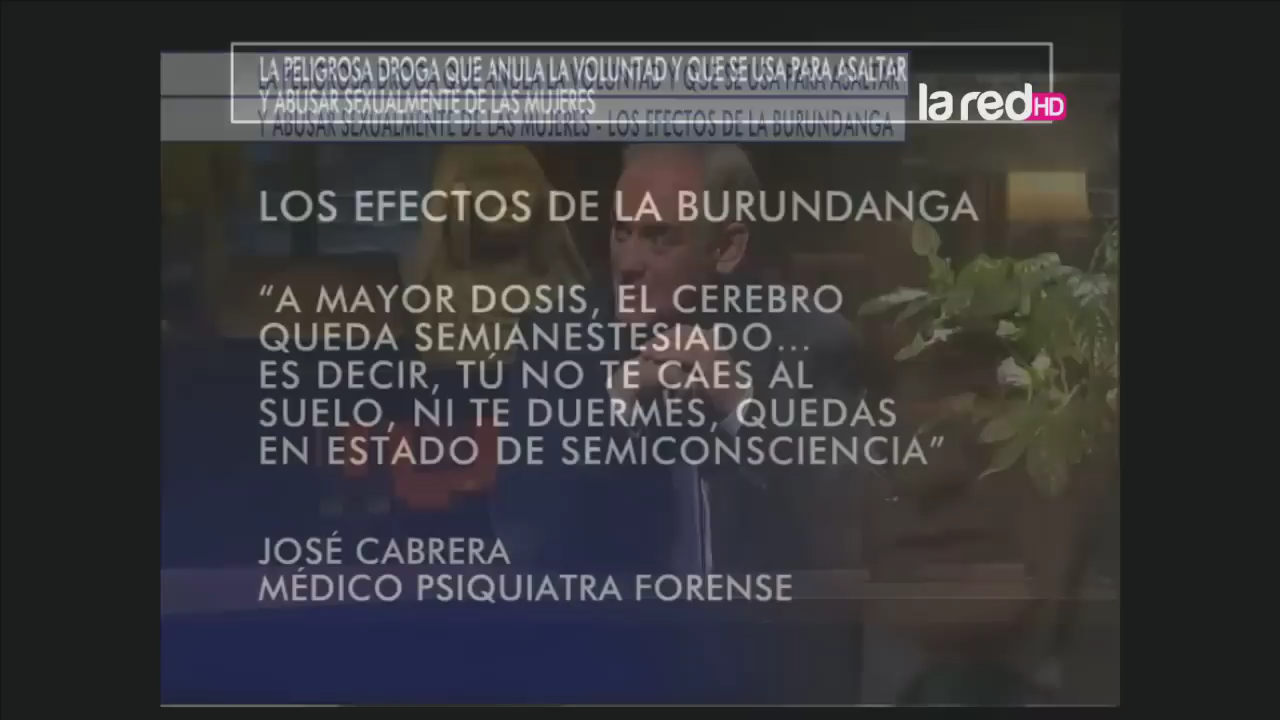 LA PELIGROSA DROGA QUE ANULA LA VOLUNTAD Y QUE SE USA PARA ASALTAR
Y ABUSAR SEXUALMENTE DE LAS MUJERES
Y ABUSAR SEXUALMENTE DE LAS MUJERES - LOS EFECTOS DE LA BURUNDANGA
la red HD
LOS EFECTOS DE LA BURUNDANGA
“A MAYOR DOSIS, EL CEREBRO
QUEDA SEMIANESTESIADO...
ES DECIR, TÚ NO TE CAES AL
SUELO, NI TE DUERMES, QUEDAS
EN ESTADO DE SEMICONSCIENCIA”
JOSÉ CABRERA
MÉDICO PSIQUIATRA FORENSE